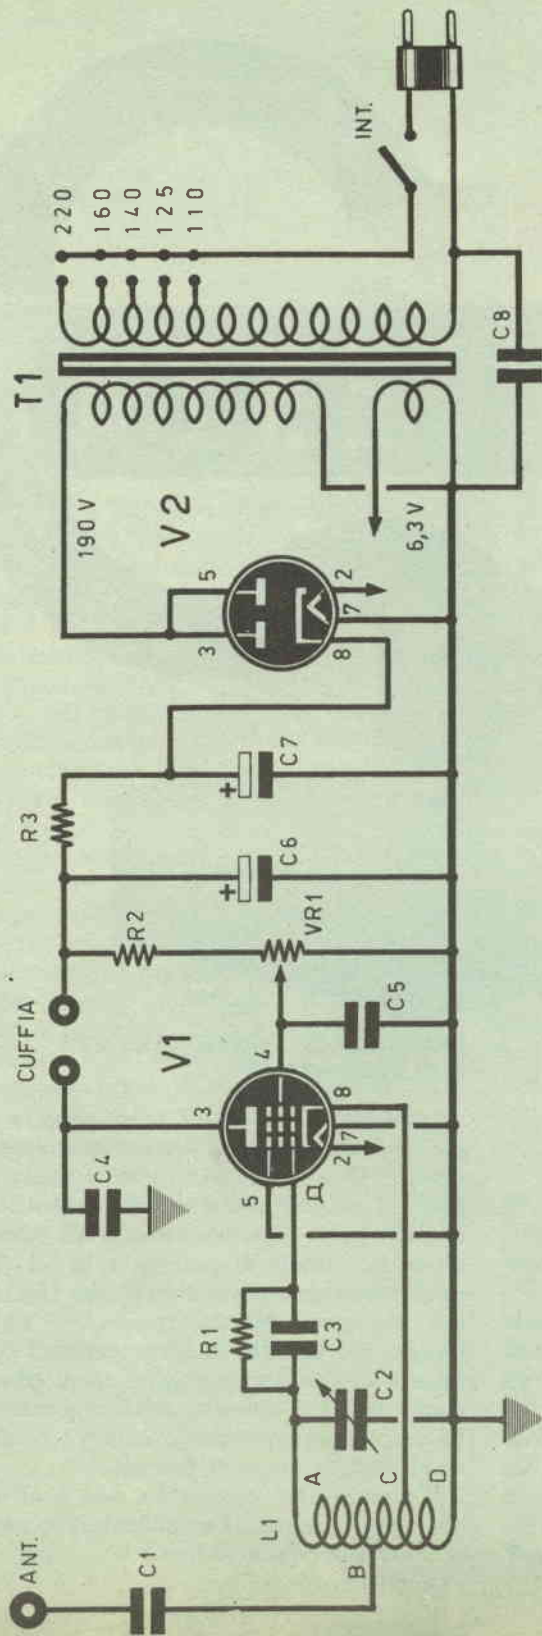 ANT.
C1
L1
A
B
C
D
C2
R1
C3
C4
CUFFIA
V1
3
5
Д
4
8
7
2
C5
R2
VR1
R3
+
C6
+
C7
V2
3
5
8
7
2
190 V
6,3 V
T1
220
160
140
125
110
INT.
C8